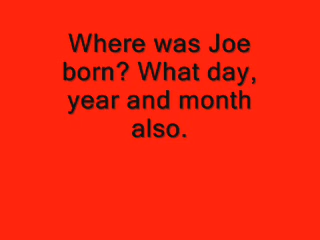 Where was Joe
born? What day,
year and month
also.